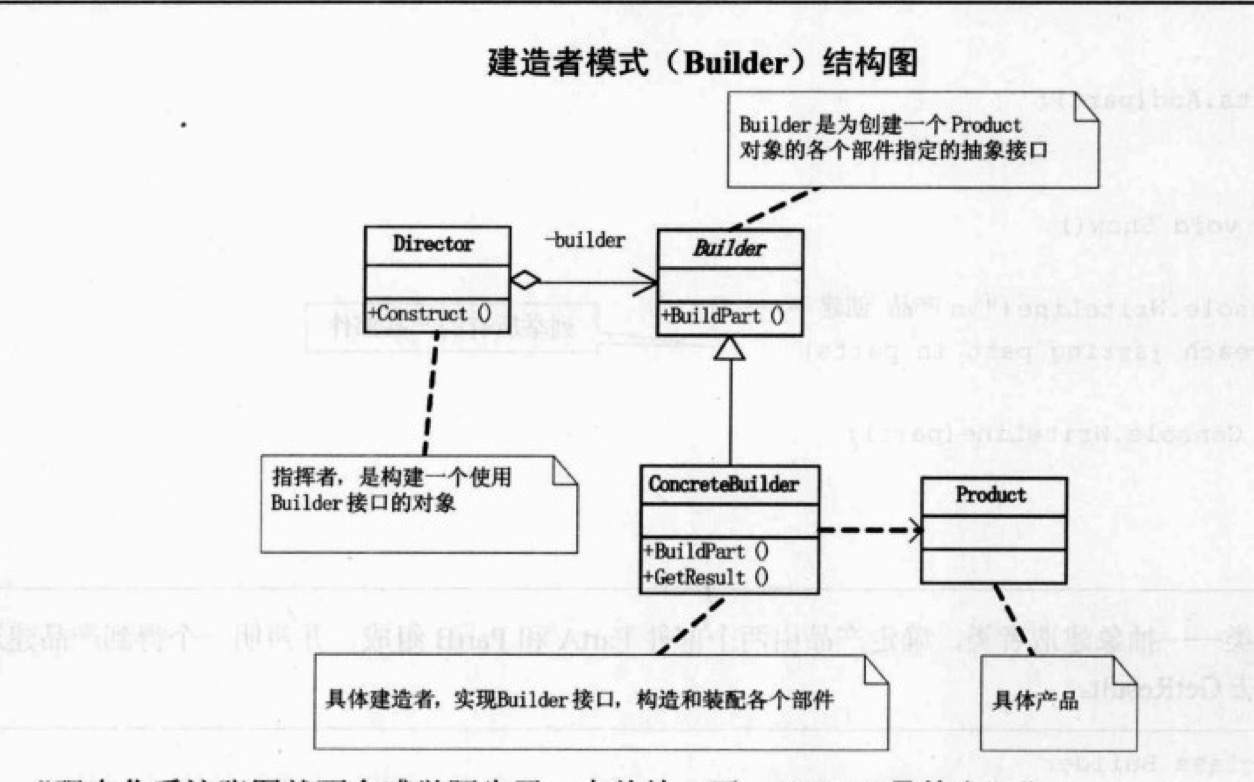 建造者模式（Builder）结构图
Builder是为创建一个Product
对象的各个部件指定的抽象接口
Director
+Construct ()
-builder
Builder
+BuildPart ()
指挥者，是构建一个使用
Builder接口的对象
ConcreteBuilder
+BuildPart ()
+GetResult ()
Product
具体建造者，实现Builder接口，构造和装配各个部件
具体产品